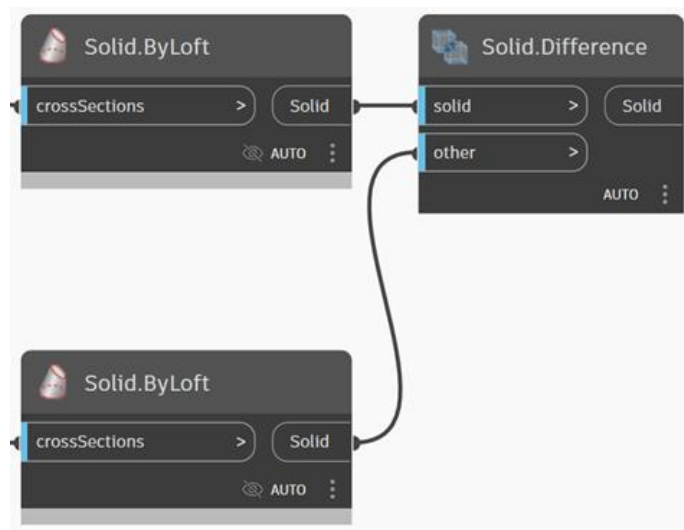 Solid.ByLoft
crossSections > Solid
AUTO
Solid.Difference
solid > Solid
other >
AUTO
Solid.ByLoft
crossSections > Solid
AUTO